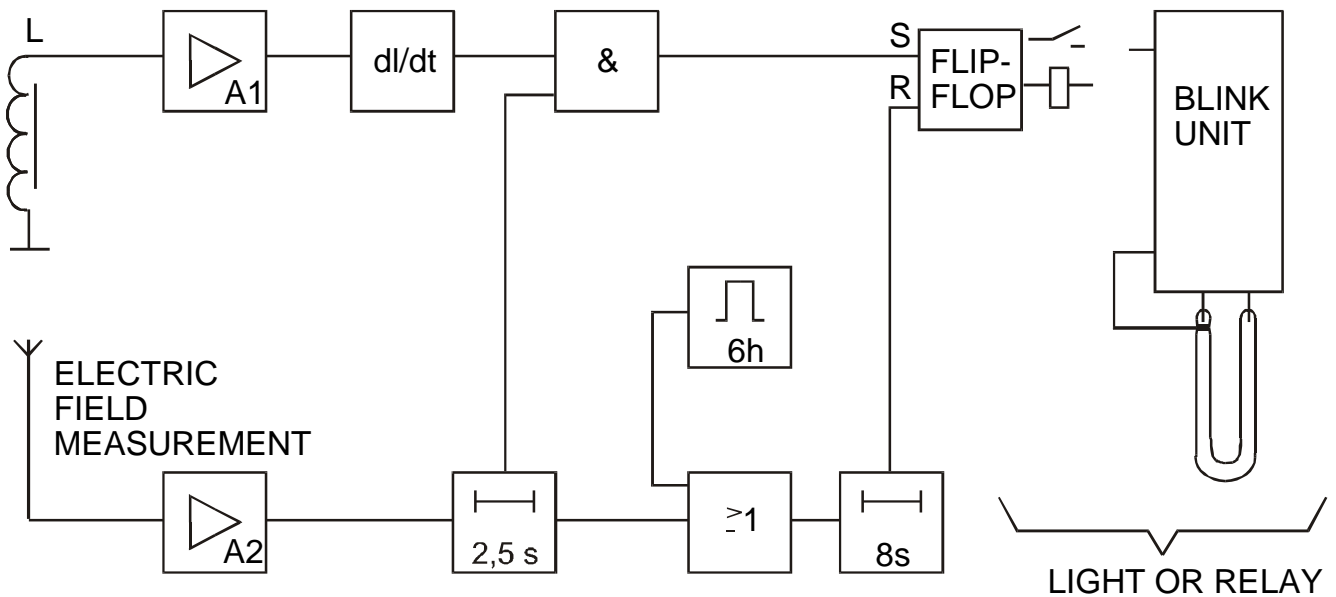 L
A1
dI/dt
&
S
R
FLIP-
FLOP
BLINK
UNIT
6h
ELECTRIC
FIELD
MEASUREMENT
A2
2,5 s
≥1
8s
LIGHT OR RELAY